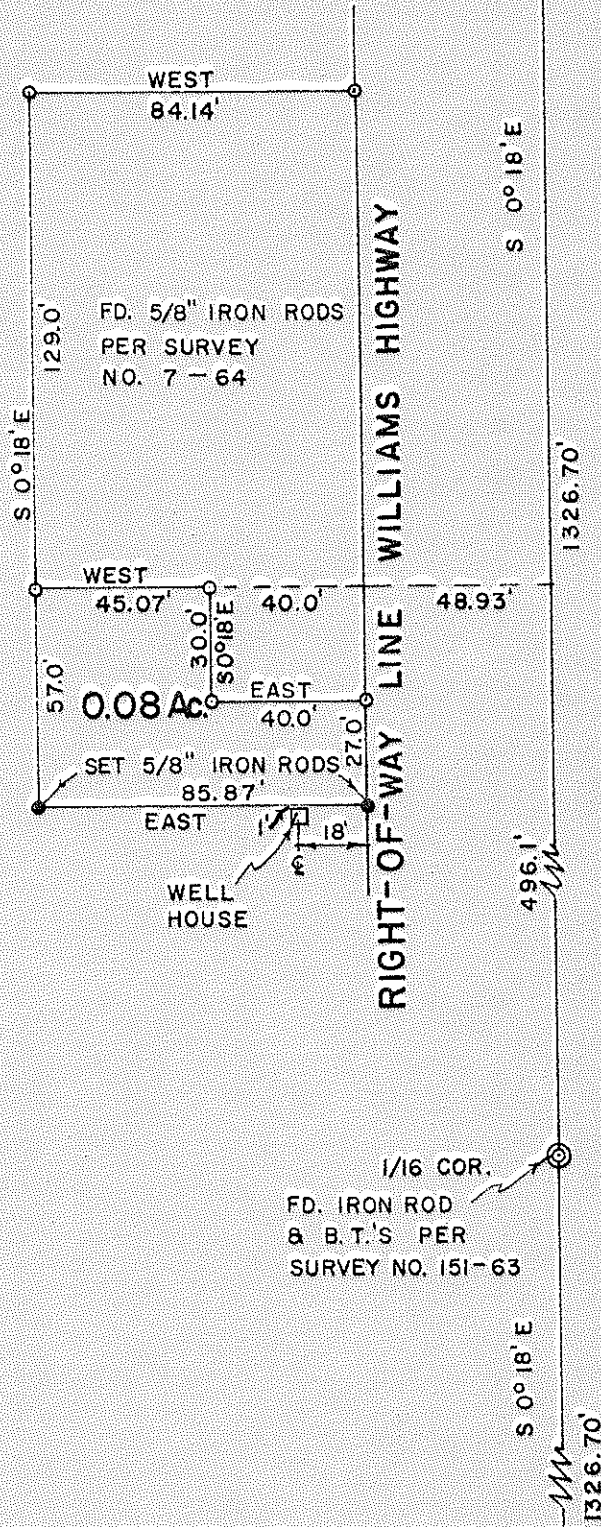 WEST
84.14'
S 0°18'E
129.0'
FD. 5/8" IRON RODS
PER SURVEY
NO. 7-64
S 0°18'E
1326.70'
RIGHT-OF-WAY LINE WILLIAMS HIGHWAY
WEST
45.07'
40.0'
48.93'
30.0'
S0°18'E
57.0'
0.08 Ac.
EAST
40.0'
27.0'
SET 5/8" IRON RODS
85.87'
EAST
1'
18'
℄
WELL
HOUSE
496.1'
1/16 COR.
FD. IRON ROD
& B.T.'S PER
SURVEY NO. 151-63
S 0°18'E
1326.70'